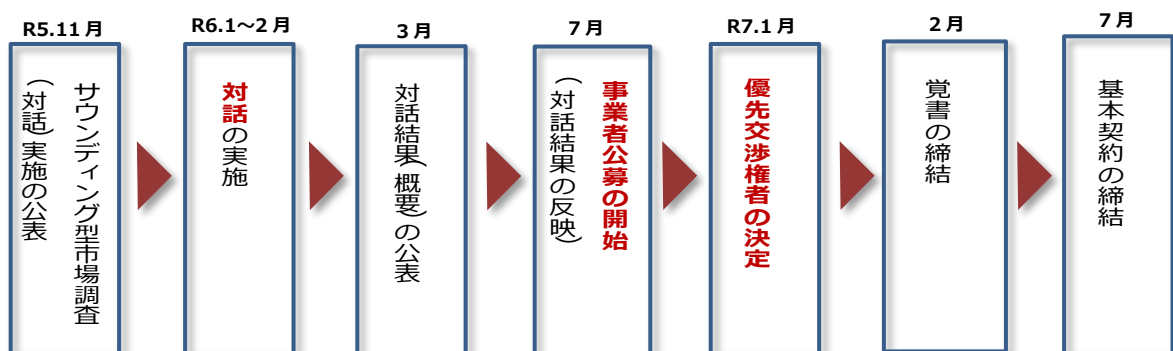 R5.11月
サウンディング型市場調査
(対話)実施の公表
R6.1～2月
対話の実施
3月
対話結果(概要)の公表
7月
事業者公募の開始
(対話結果の反映)
R7.1月
優先交渉権者の決定
2月
覚書の締結
7月
基本契約の締結